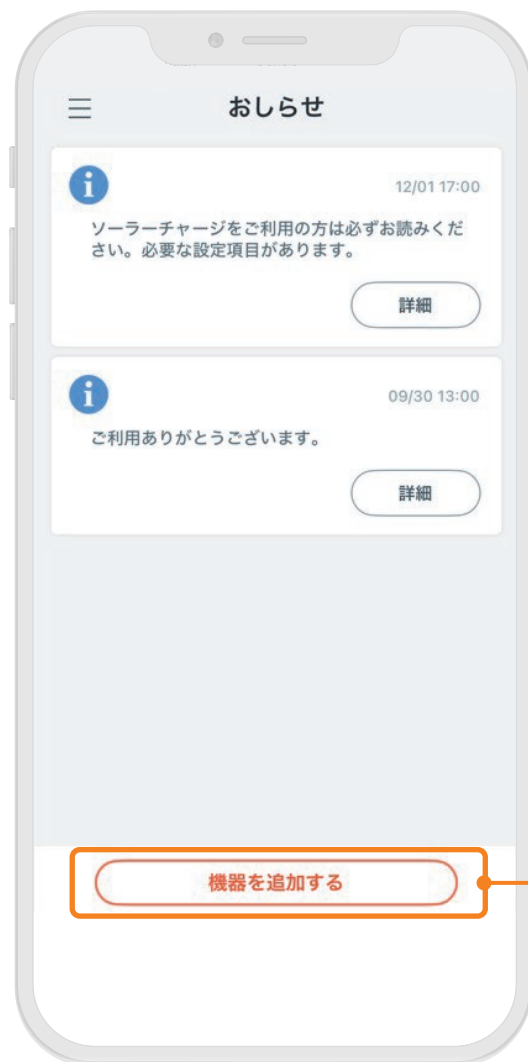 おしらせ
12/01 17:00
ソーラーチャージをご利用の方は必ずお読みくだ
さい。必要な設定項目があります。
詳細
09/30 13:00
ご利用ありがとうございます。
詳細
機器を追加する